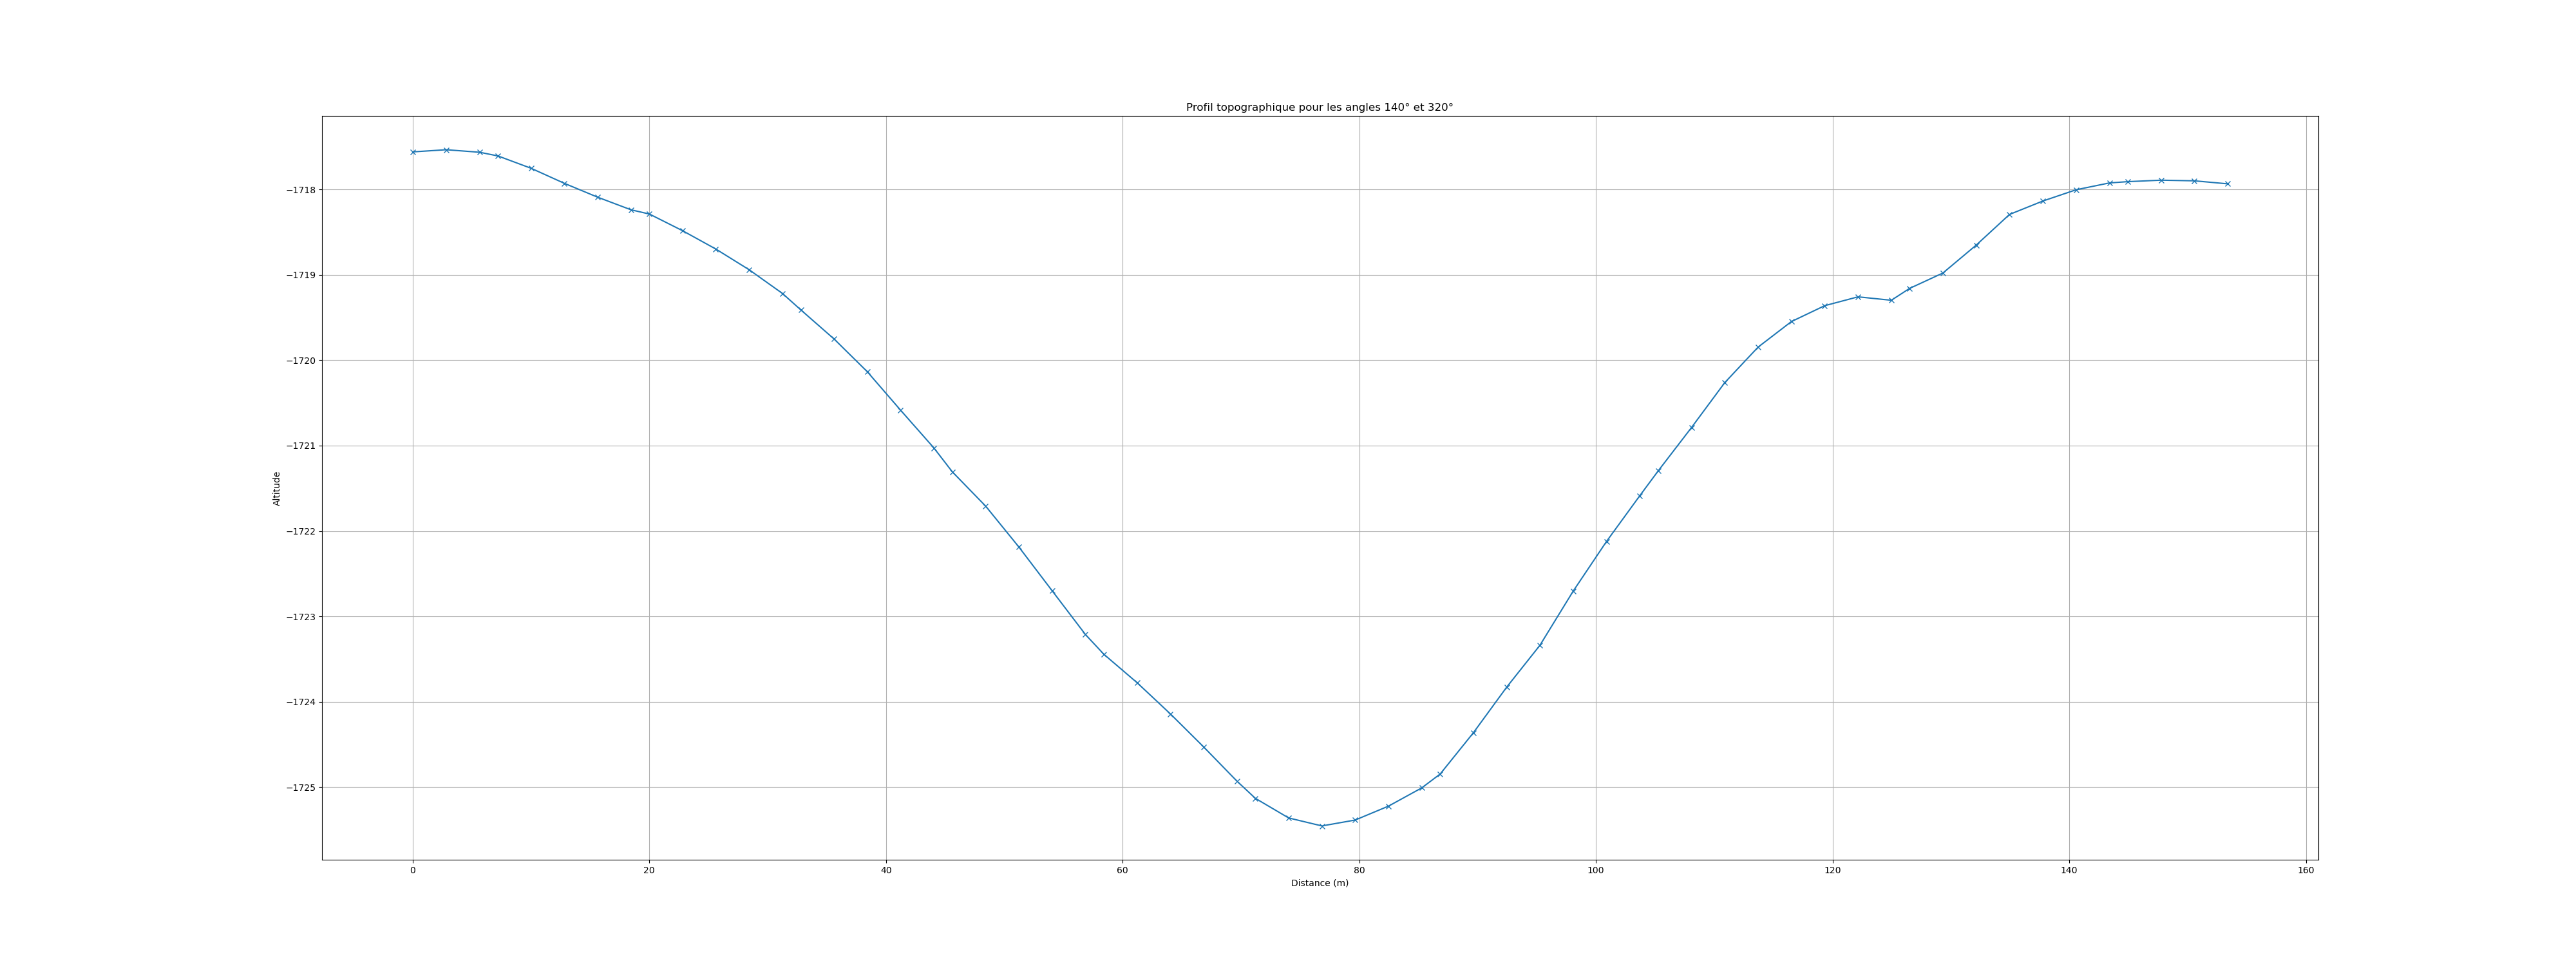 Profil topographique pour les angles 140° et 320°
Altitude
−1718
−1719
−1720
−1721
−1722
−1723
−1724
−1725
0 20 40 60 80 100 120 140 160
Distance (m)